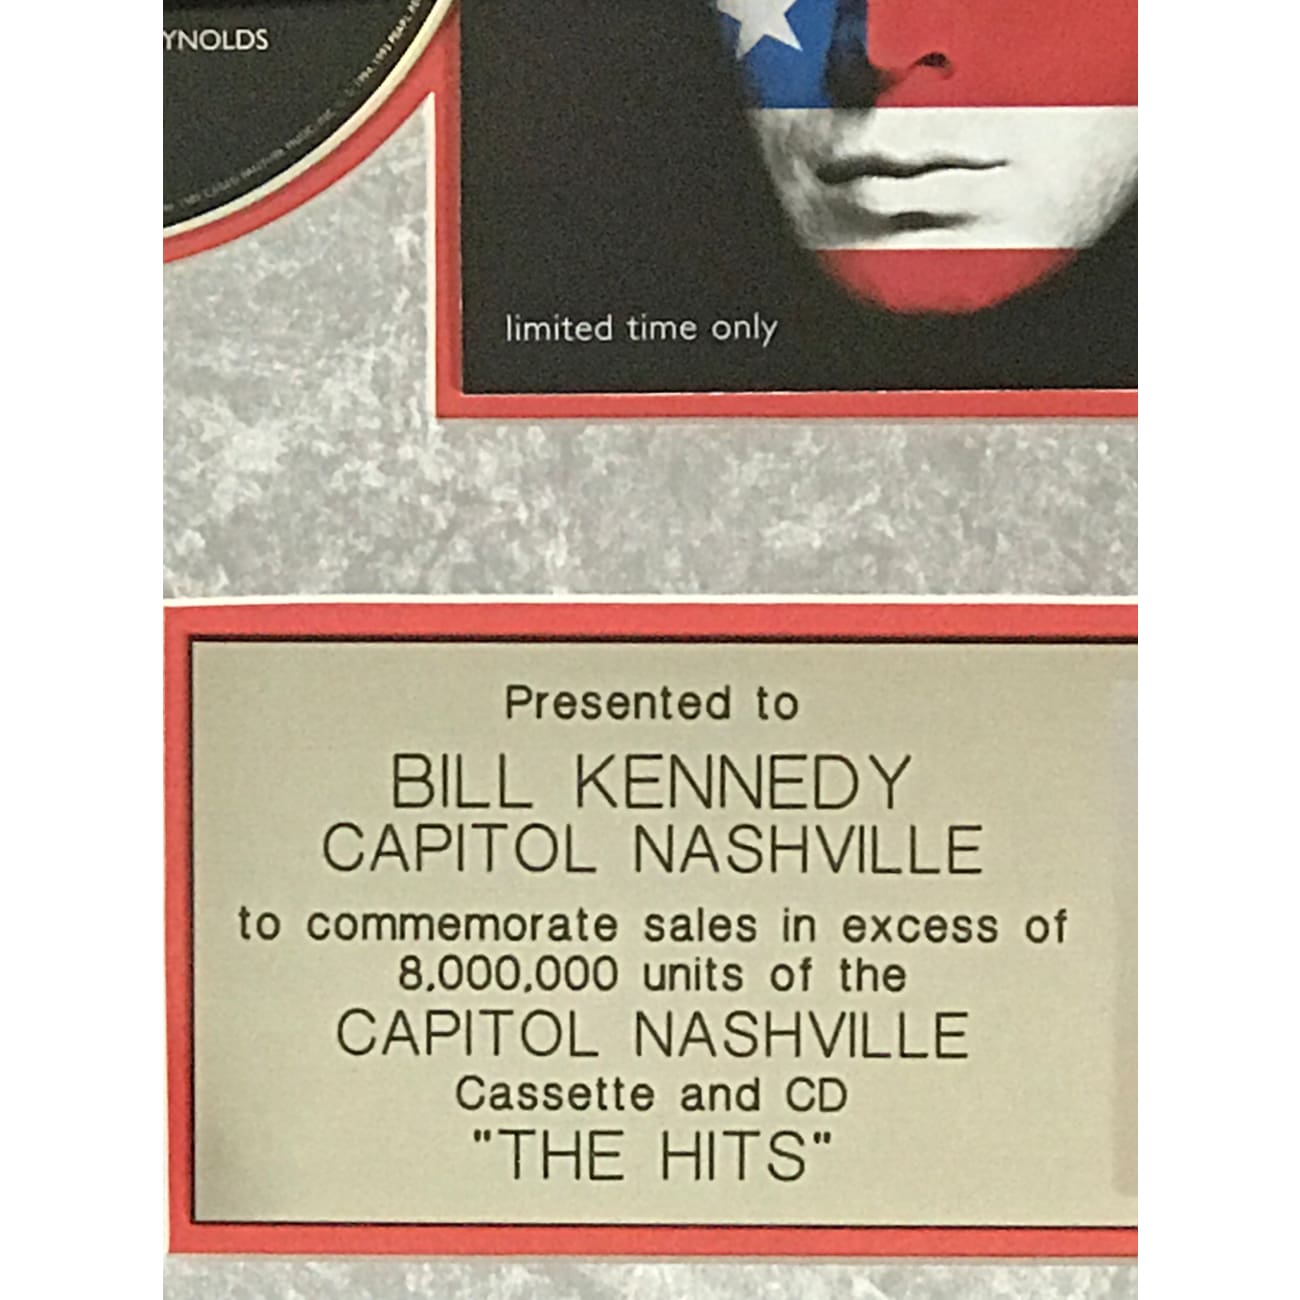 YNOLDS
limited time only
Presented to
BILL KENNEDY
CAPITOL NASHVILLE
to commemorate sales in excess of
8,000,000 units of the
CAPITOL NASHVILLE
Cassette and CD
"THE HITS"